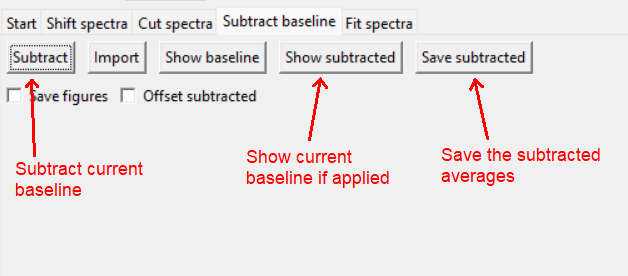 Start Shift spectra Cut spectra Subtract baseline Fit spectra
Subtract Import Show baseline Show subtracted Save subtracted
Save figures Offset subtracted
Subtract current
baseline
Show current
baseline if applied
Save the subtracted
averages